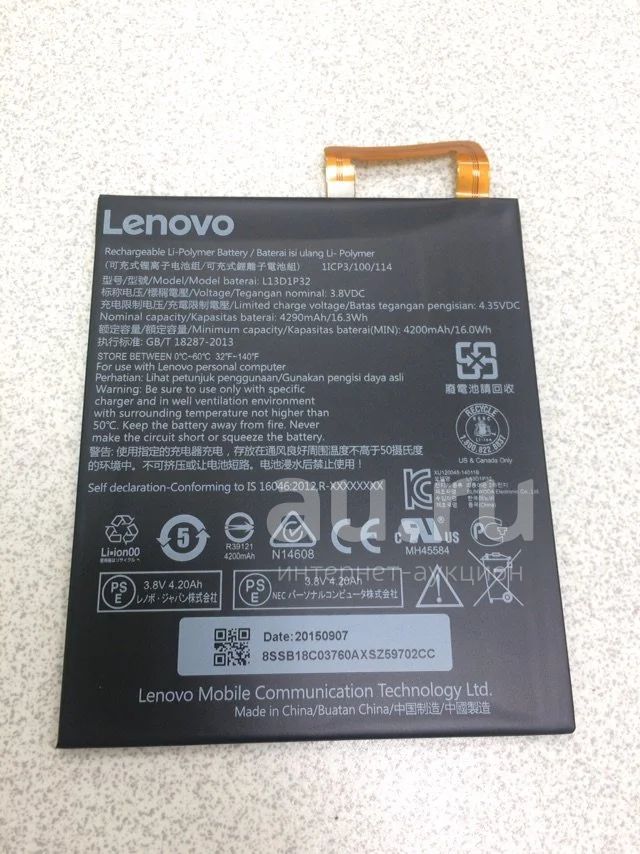 Lenovo
Rechargeable Li-Polymer Battery / Baterai isi ulang Li- Polymer
(可充式锂离子电池组/可充式鋰離子電池組) 1ICP3/100/114
型号/型號/Model/Model baterai: L13D1P32
标称电压/標稱電壓/Voltage/Tegangan nominal: 3.8VDC
充电限制电压/充電限制電壓/Limited charge voltage/Batas tegangan pengisian: 4.35VDC
Nominal capacity/Kapasitas baterai: 4290mAh/16.3Wh
额定容量/額定容量/Minimum capacity/Kapasitas baterai(MIN): 4200mAh/16.0Wh
执行标准: GB/T 18287-2013
STORE BETWEEN 0°C~60°C 32°F~140°F
For use with Lenovo personal computer
Perhatian: Lihat petunjuk penggunaan/Gunakan pengisi daya asli
Warning: Be sure to use only with specific
charger and in well ventilation environment
with surrounding temperature not higher than
50°C. Keep the battery away from fire. Never
make the circuit short or squeeze the battery.
廢電池請回收
RECYCLE
Li-ion
1.800.822.8837
US & Canada Only
警告: 使用指定的充电器充电, 存放在通风良好周围温度不高于50摄氏度
的环境中。不可挤压或让电池短路。电池浸水后禁止使用!
Self declaration-Conforming to IS 16046:2012,R-XXXXXXXX
XU120048-14011B
au.ru
интернет-аукцион
Li-ion00
5
R39121
4200mAh
N14608
CE
c RU US
MH45584
PS E
3.8V 4.20Ah
レノボ・ジャパン株式会社
PS E
3.8V 4.20Ah
NEC パーソナルコンピュータ株式会社
Date: 20150907
8SSB18C03760AXSZ59702CC
Lenovo Mobile Communication Technology Ltd.
Made in China/Buatan China/中国制造/中國製造